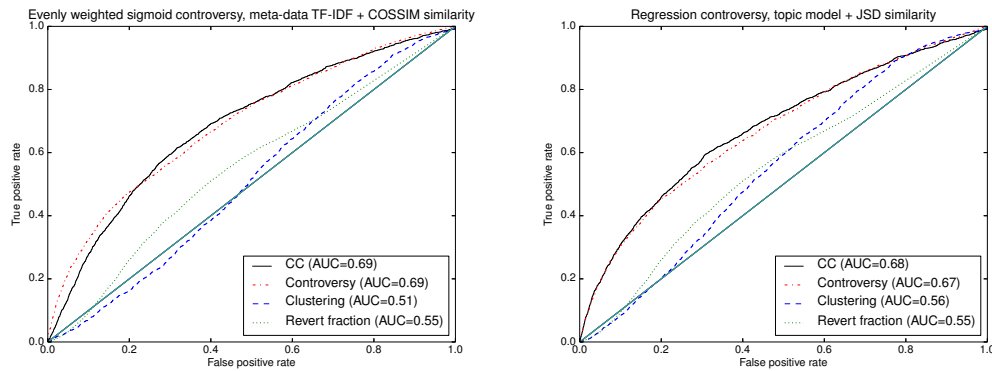 Evenly weighted sigmoid controversy, meta-data TF-IDF + COSSIM similarity
1.0
0.8
0.6
0.4
0.2
0.0
True positive rate
CC (AUC=0.69)
Controversy (AUC=0.69)
Clustering (AUC=0.51)
Revert fraction (AUC=0.55)
0.0 0.2 0.4 0.6 0.8 1.0
False positive rate
Regression controversy, topic model + JSD similarity
1.0
0.8
0.6
0.4
0.2
0.0
True positive rate
CC (AUC=0.68)
Controversy (AUC=0.67)
Clustering (AUC=0.56)
Revert fraction (AUC=0.55)
0.0 0.2 0.4 0.6 0.8 1.0
False positive rate